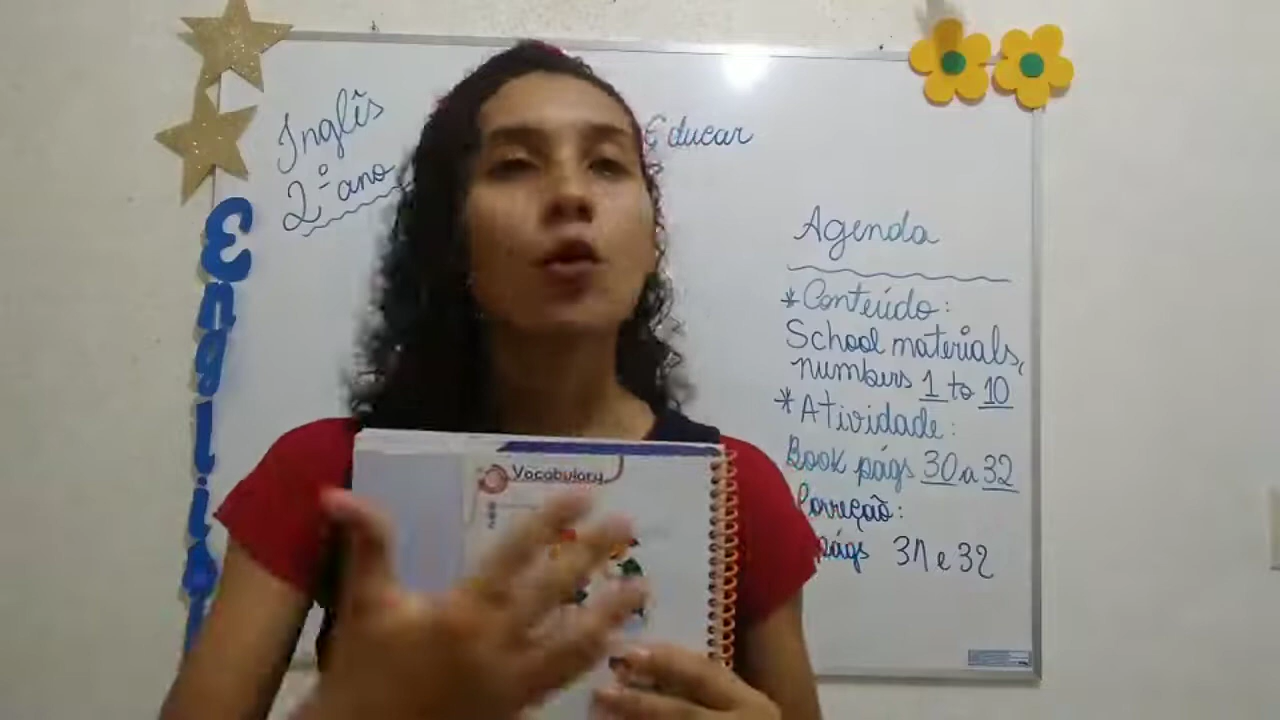 Inglês
2º ano
Educar
English
Agenda
*Conteúdo:
School materials,
numbers 1 to 10
*Atividade:
Book págs 30 a 32
Correção:
págs 31 e 32
Vocabulary